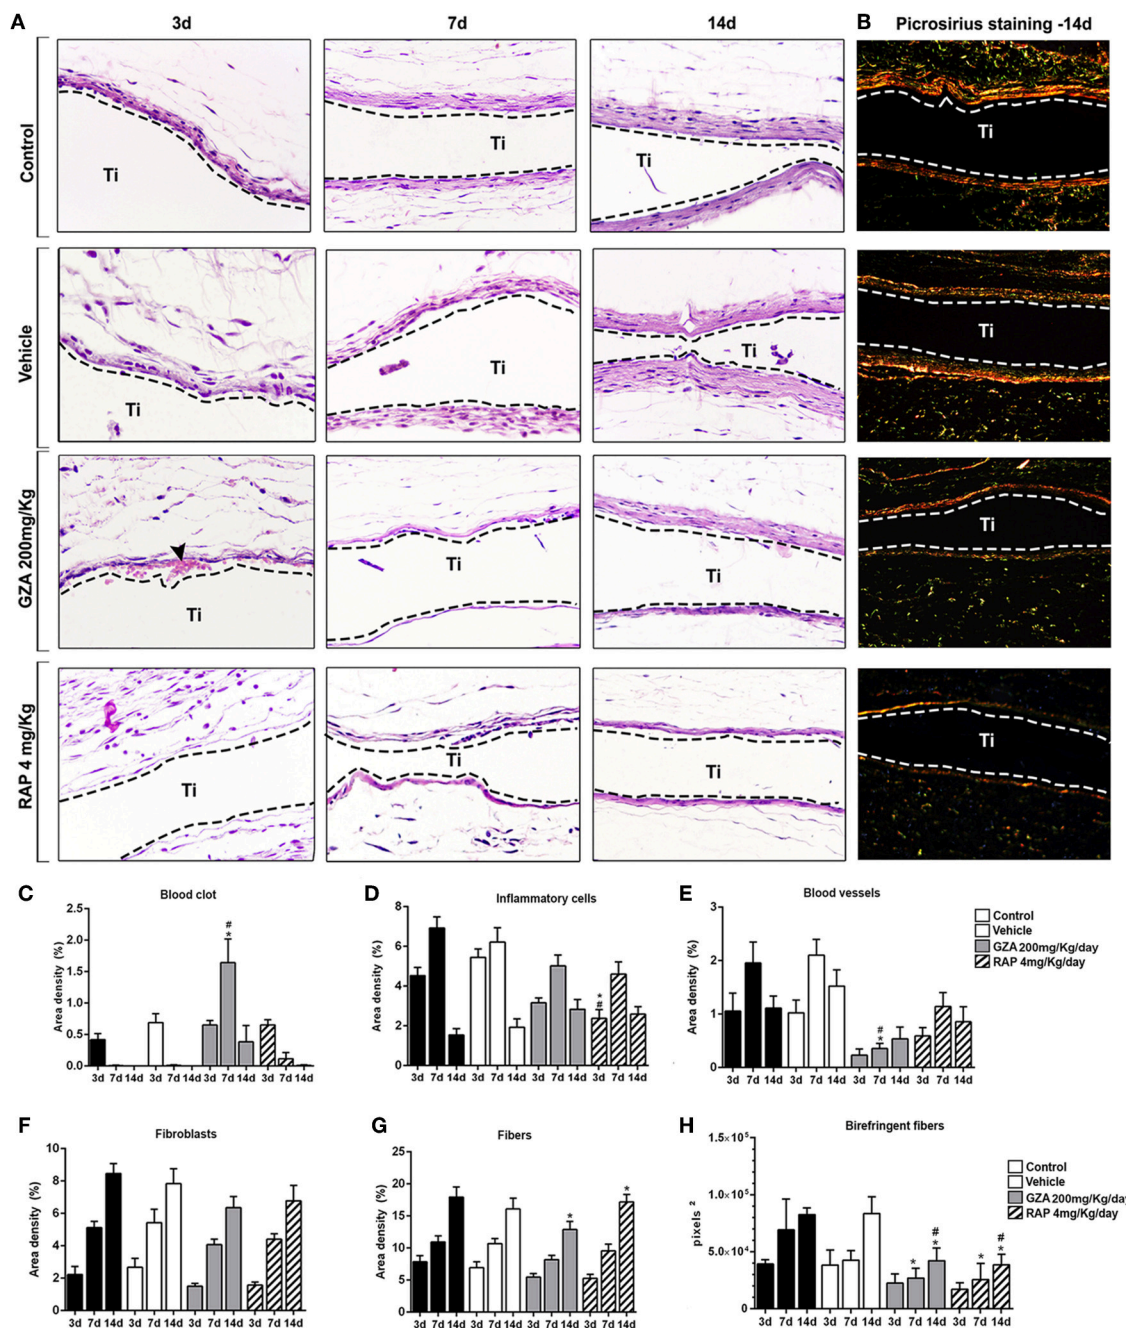 A
3d
7d
14d
B
Picrosirius staining -14d
Control
Ti
Ti
Ti
Ti
Vehicle
Ti
Ti
Ti
Ti
GZA 200mg/Kg
Ti
Ti
Ti
Ti
RAP 4 mg/Kg
Ti
Ti
Ti
Ti
C
Blood clot
Area density (%)
2.5
2.0
1.5
1.0
0.5
0.0
#
*
3d 7d 14d 3d 7d 14d 3d 7d 14d 3d 7d 14d
D
Inflammatory cells
Area density (%)
8
6
4
2
0
*
#
3d 7d 14d 3d 7d 14d 3d 7d 14d 3d 7d 14d
E
Blood vessels
Area density (%)
3
2
1
0
#
*
3d 7d 14d 3d 7d 14d 3d 7d 14d 3d 7d 14d
Control
Vehicle
GZA 200mg/Kg/day
RAP 4mg/Kg/day
F
Fibroblasts
Area density (%)
10
8
6
4
2
0
3d 7d 14d 3d 7d 14d 3d 7d 14d 3d 7d 14d
G
Fibers
Area density (%)
25
20
15
10
5
0
*
*
3d 7d 14d 3d 7d 14d 3d 7d 14d 3d 7d 14d
H
Birefringent fibers
pixels ²
1.5×10⁵
1.0×10⁵
5.0×10⁴
0
*
#
*
*
#
*
3d 7d 14d 3d 7d 14d 3d 7d 14d 3d 7d 14d
Control
Vehicle
GZA 200mg/Kg/day
RAP 4mg/Kg/day